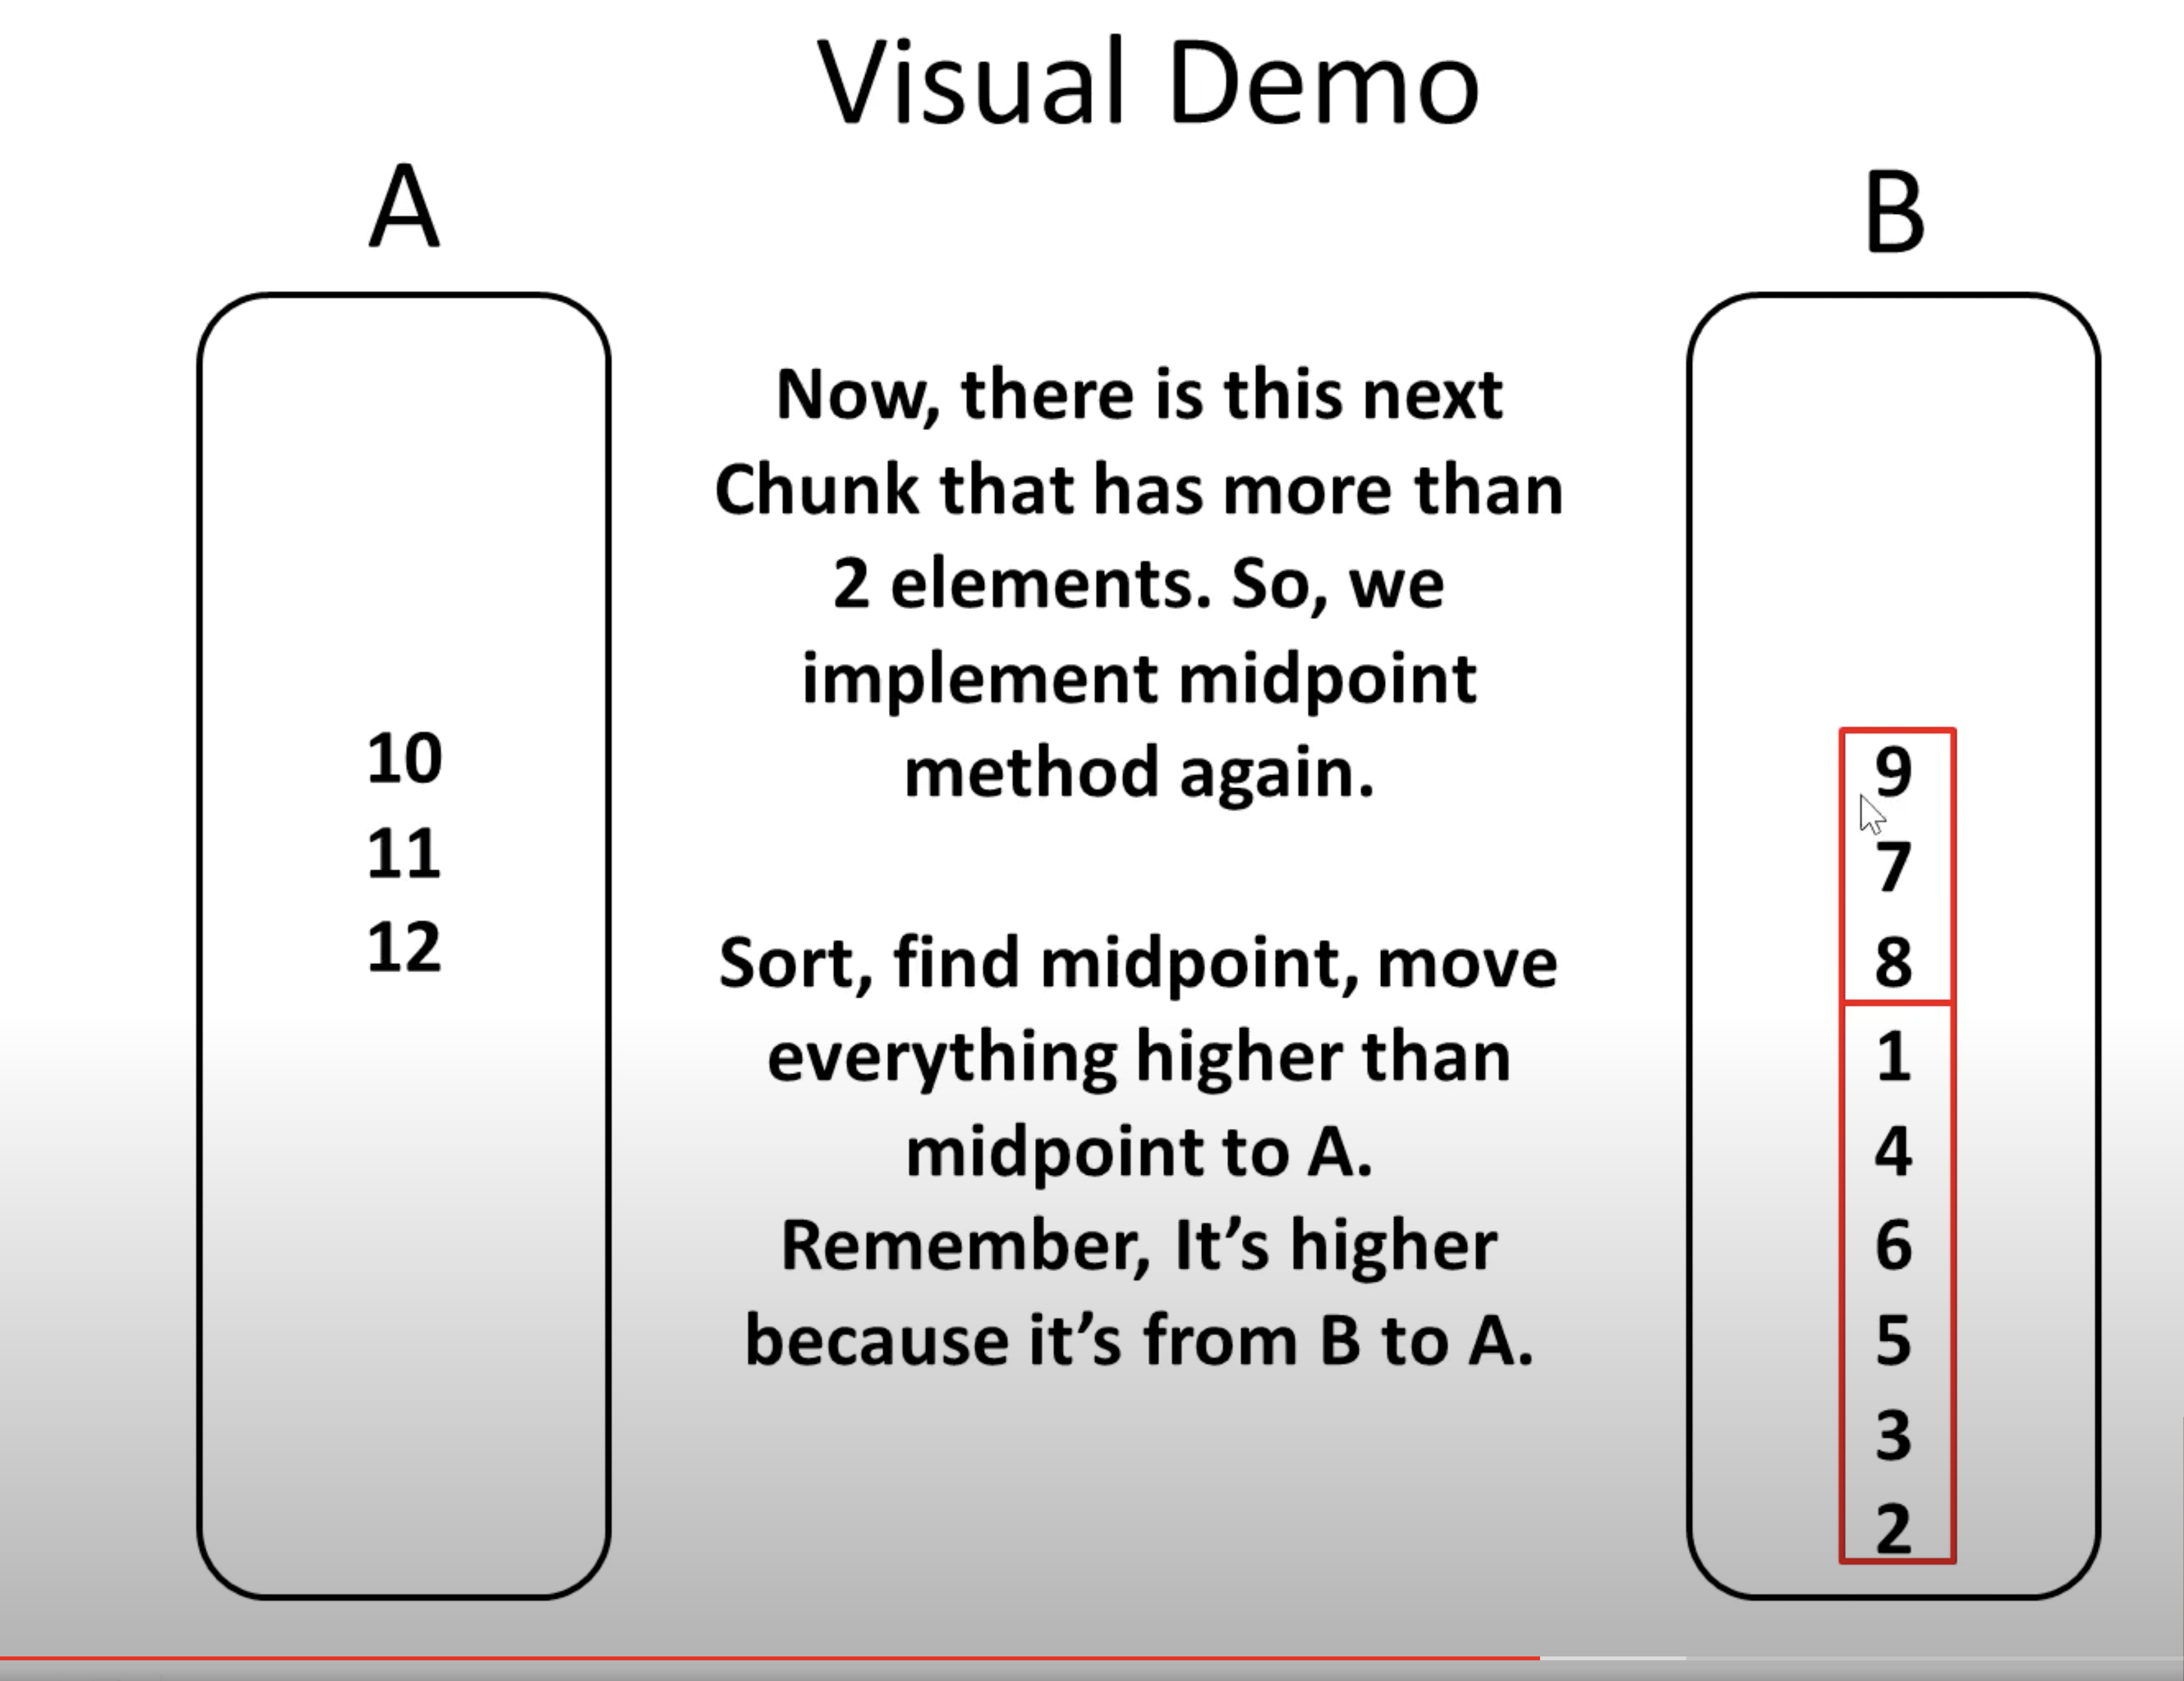 Visual Demo
A
B
10
11
12
Now, there is this next
Chunk that has more than
2 elements. So, we
implement midpoint
method again.
Sort, find midpoint, move
everything higher than
midpoint to A.
Remember, It’s higher
because it’s from B to A.
9
7
8
1
4
6
5
3
2